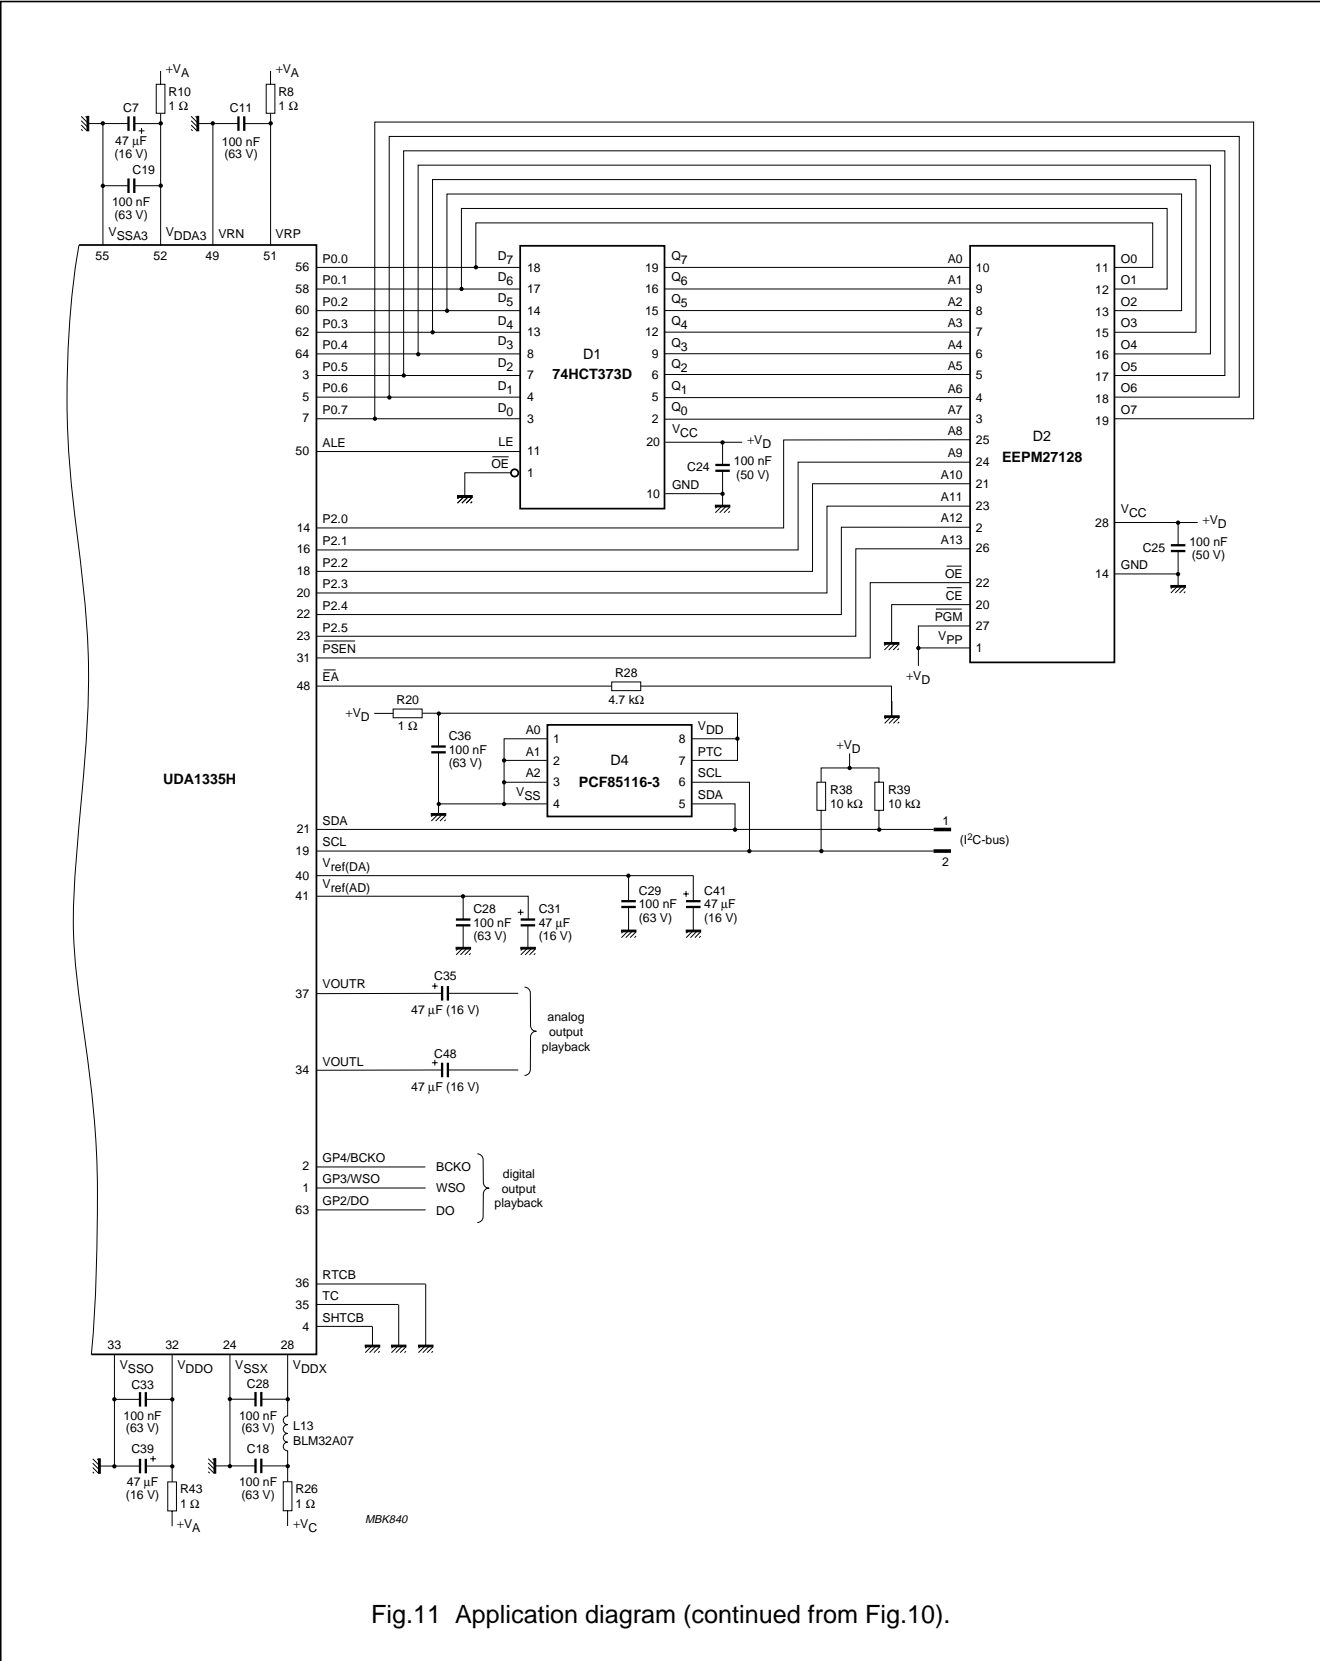 +VA
+VA
R10
1 Ω
R8
1 Ω
C7
47 µF
(16 V)
+
C11
100 nF
(63 V)
C19
100 nF
(63 V)
VSSA3
VDDA3
VRN
VRP
55
52
49
51
UDA1335H
56 P0.0
58 P0.1
60 P0.2
62 P0.3
64 P0.4
3 P0.5
5 P0.6
7 P0.7
50 ALE
14 P2.0
16 P2.1
18 P2.2
20 P2.3
22 P2.4
23 P2.5
31 PSEN
48 EA
D7 18
D6 17
D5 14
D4 13
D3 8
D2 7
D1 4
D0 3
LE 11
OE 1
D1
74HCT373D
19 Q7
16 Q6
15 Q5
12 Q4
9 Q3
6 Q2
5 Q1
2 Q0
20 VCC
+VD
C24
100 nF
(50 V)
10 GND
A0 10
A1 9
A2 8
A3 7
A4 6
A5 5
A6 4
A7 3
A8 25
A9 24
A10 21
A11 23
A12 2
A13 26
OE 22
CE 20
PGM 27
VPP 1
+VD
D2
EEPM27128
11 O0
12 O1
13 O2
15 O3
16 O4
17 O5
18 O6
19 O7
28 VCC
+VD
C25
100 nF
(50 V)
14 GND
R28
4.7 kΩ
+VD
R20
1 Ω
C36
100 nF
(63 V)
A0 1
A1 2
A2 3
VSS 4
D4
PCF85116-3
8 VDD
7 PTC
6 SCL
5 SDA
+VD
R38
10 kΩ
R39
10 kΩ
21 SDA
19 SCL
1
(I²C-bus)
2
40 Vref(DA)
41 Vref(AD)
C28
100 nF
(63 V)
+
C31
47 µF
(16 V)
C29
100 nF
(63 V)
+
C41
47 µF
(16 V)
37 VOUTR
C35
+
47 µF (16 V)
34 VOUTL
C48
+
47 µF (16 V)
analog
output
playback
2 GP4/BCKO
BCKO
1 GP3/WSO
WSO
63 GP2/DO
DO
digital
output
playback
36 RTCB
35 TC
4 SHTCB
33
32
24
28
VSSO
VDDO
VSSX
VDDX
C33
100 nF
(63 V)
C39
+
47 µF
(16 V)
R43
1 Ω
+VA
C28
100 nF
(63 V)
L13
BLM32A07
C18
100 nF
(63 V)
R26
1 Ω
+VC
MBK840
Fig.11 Application diagram (continued from Fig.10).